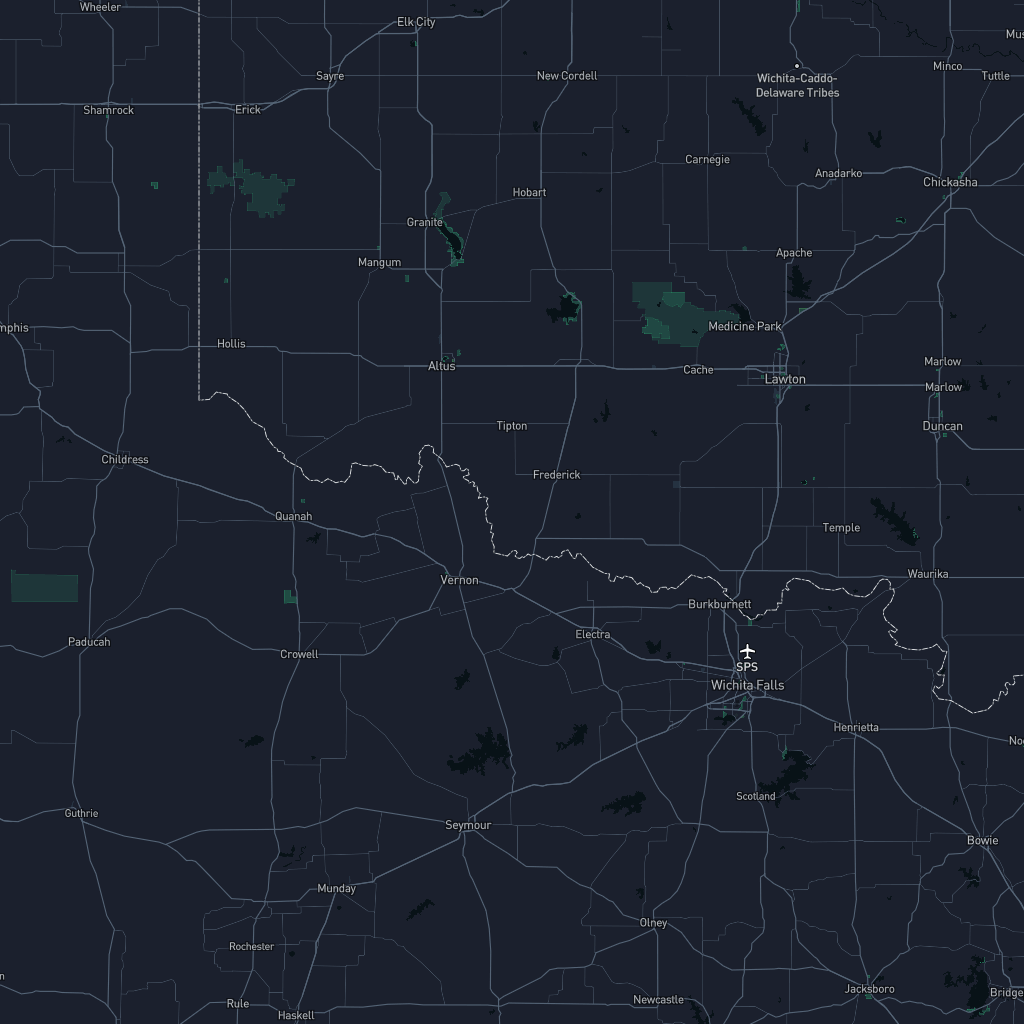 Wheeler
Elk City
Mus
Minco
Sayre
New Cordell
Tuttle
Wichita-Caddo-
Delaware Tribes
Shamrock
Erick
Carnegie
Anadarko
Chickasha
Hobart
Granite
Apache
Mangum
mphis
Medicine Park
Hollis
Marlow
Altus
Cache
Lawton
Marlow
Tipton
Duncan
Childress
Frederick
Quanah
Temple
Vernon
Waurika
Burkburnett
Electra
Paducah
Crowell
SPS
Wichita Falls
Henrietta
No
Scotland
Guthrie
Seymour
Bowie
Munday
Olney
Rochester
n
Jacksboro
Bridge
Newcastle
Rule
Haskell